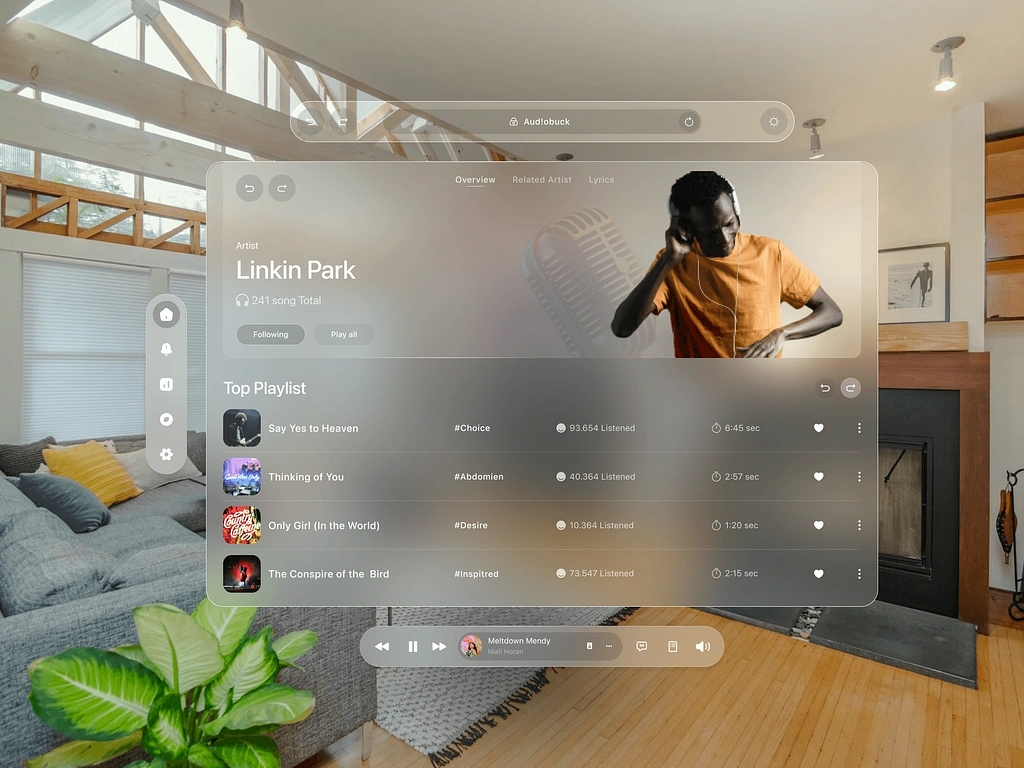 Aud!obuck
Overview Related Artist Lyrics
Artist
Linkin Park
241 song Total
Following Play all
Top Playlist
Say Yes to Heaven #Choice 93.654 Listened 6:45 sec
Thinking of You #Abdomien 40.364 Listened 2:57 sec
Only Girl (In the World) #Desire 10.364 Listened 1:20 sec
The Conspire of the Bird #Inspitred 73.547 Listened 2:15 sec
Meltdown Mendy
Niall Horan